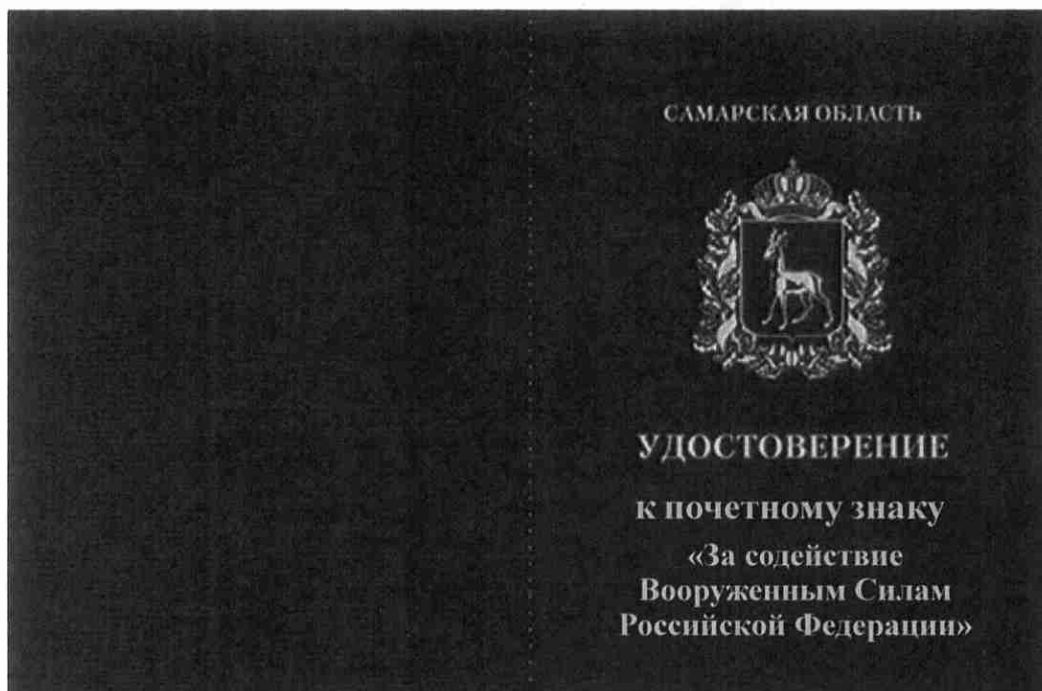 САМАРСКАЯ ОБЛАСТЬ
УДОСТОВЕРЕНИЕ
к почетному знаку
«За содействие
Вооруженным Силам
Российской Федерации»